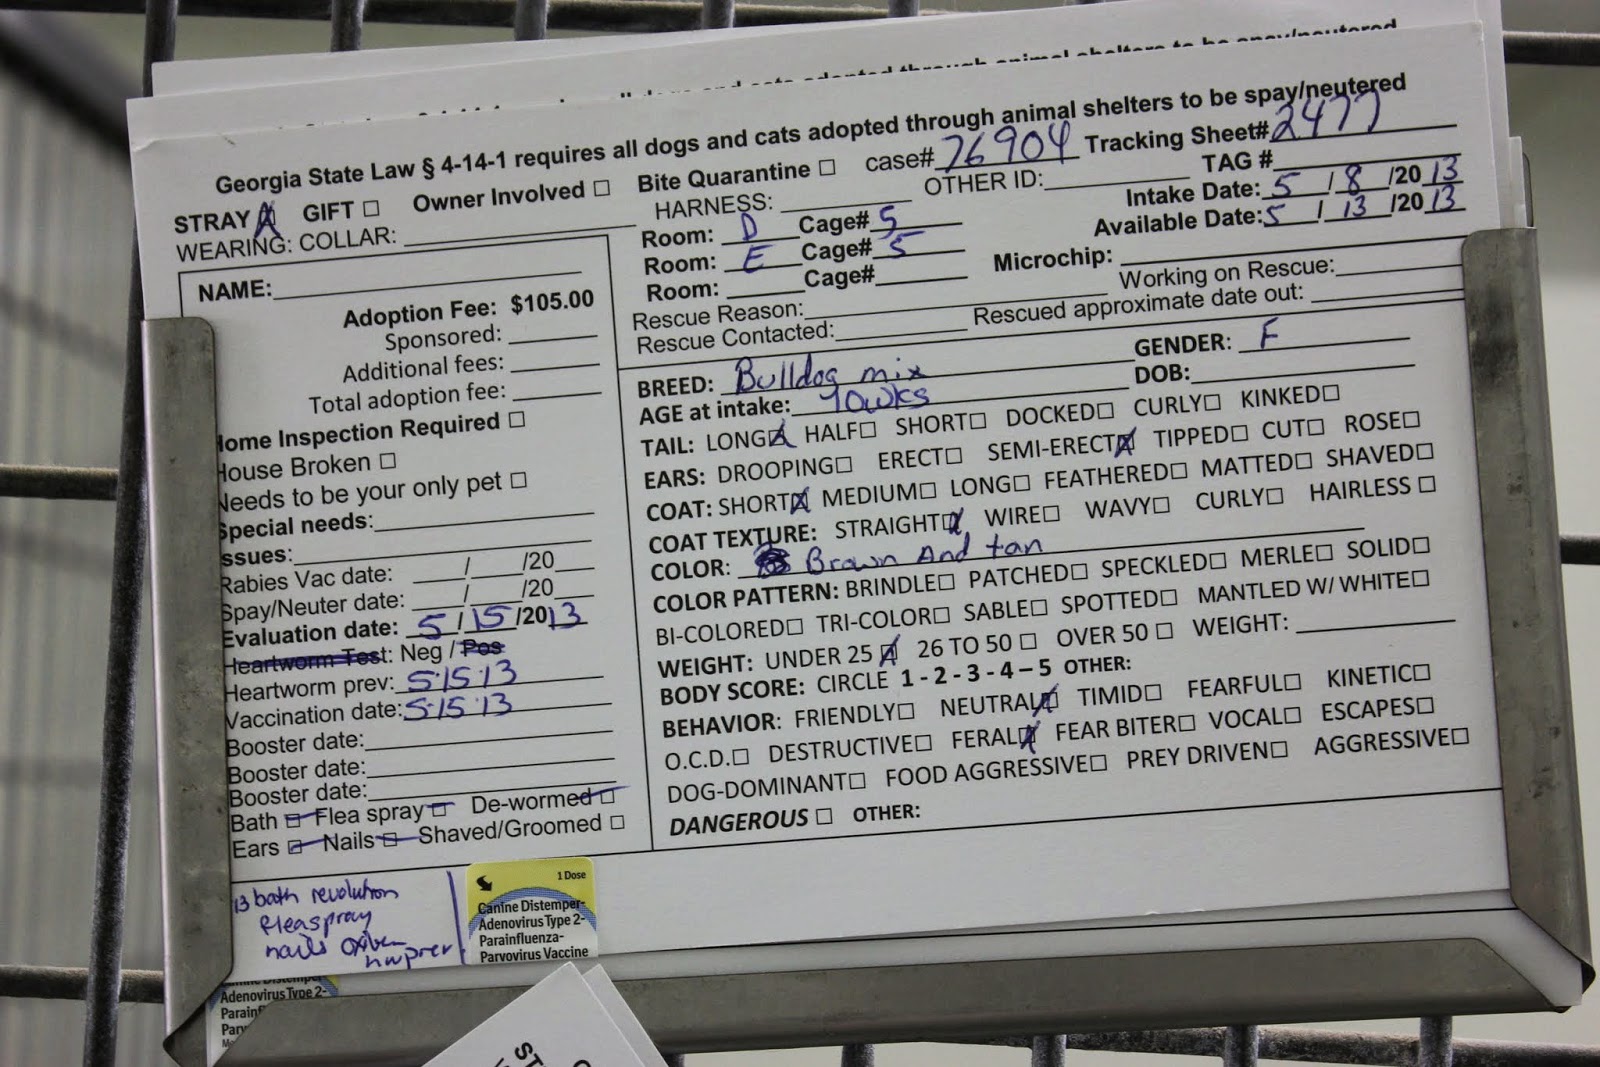 Georgia State Law § 4-14-1 requires all dogs and cats adopted through animal shelters to be spay/neutered
STRAY☒ GIFT ☐ Owner Involved ☐ Bite Quarantine ☐ case# 76904 Tracking Sheet# 2477
WEARING: COLLAR: HARNESS: OTHER ID: TAG #
Room: D Cage# 5 Intake Date: 5 / 8 /2013
Room: E Cage# 5 Available Date: 5 / 13 /2013
Room: Cage# Microchip:
Rescue Reason: Working on Rescue:
Rescue Contacted: Rescued approximate date out:
NAME:
Adoption Fee: $105.00
Sponsored:
Additional fees:
Total adoption fee:
Home Inspection Required ☐
House Broken ☐
Needs to be your only pet ☐
Special needs:
Issues:
Rabies Vac date: / /20
Spay/Neuter date: / /20
Evaluation date: 5 / 15 /2013
Heartworm Test: Neg / Pos
Heartworm prev: 5·15·13
Vaccination date: 5·15·13
Booster date:
Booster date:
Booster date:
Bath ☐ Flea spray ☐ De-wormed ☐
Ears ☐ Nails ☐ Shaved/Groomed ☐
BREED: Bulldog mix GENDER: F
AGE at intake: 10wks DOB:
TAIL: LONG☒ HALF☐ SHORT☐ DOCKED☐ CURLY☐ KINKED☐
EARS: DROOPING☐ ERECT☐ SEMI-ERECT☒ TIPPED☐ CUT☐ ROSE☐
COAT: SHORT☒ MEDIUM☐ LONG☐ FEATHERED☐ MATTED☐ SHAVED☐
COAT TEXTURE: STRAIGHT☒ WIRE☐ WAVY☐ CURLY☐ HAIRLESS ☐
COLOR: Brown And tan
COLOR PATTERN: BRINDLE☐ PATCHED☐ SPECKLED☐ MERLE☐ SOLID☐
BI-COLORED☐ TRI-COLOR☐ SABLE☐ SPOTTED☐ MANTLED W/ WHITE☐
WEIGHT: UNDER 25 ☒ 26 TO 50 ☐ OVER 50 ☐ WEIGHT:
BODY SCORE: CIRCLE 1 - 2 - 3 - 4 – 5 OTHER:
BEHAVIOR: FRIENDLY☐ NEUTRAL☒ TIMID☐ FEARFUL☐ KINETIC☐
O.C.D.☐ DESTRUCTIVE☐ FERAL☒ FEAR BITER☐ VOCAL☐ ESCAPES☐
DOG-DOMINANT☐ FOOD AGGRESSIVE☐ PREY DRIVEN☐ AGGRESSIVE☐
DANGEROUS ☐ OTHER:
13 bath revolution
fleaspray
nails
hwprev
1 Dose
Canine Distemper-
Adenovirus Type 2-
Parainfluenza-
Parvovirus Vaccine
Adenovirus Type 2-